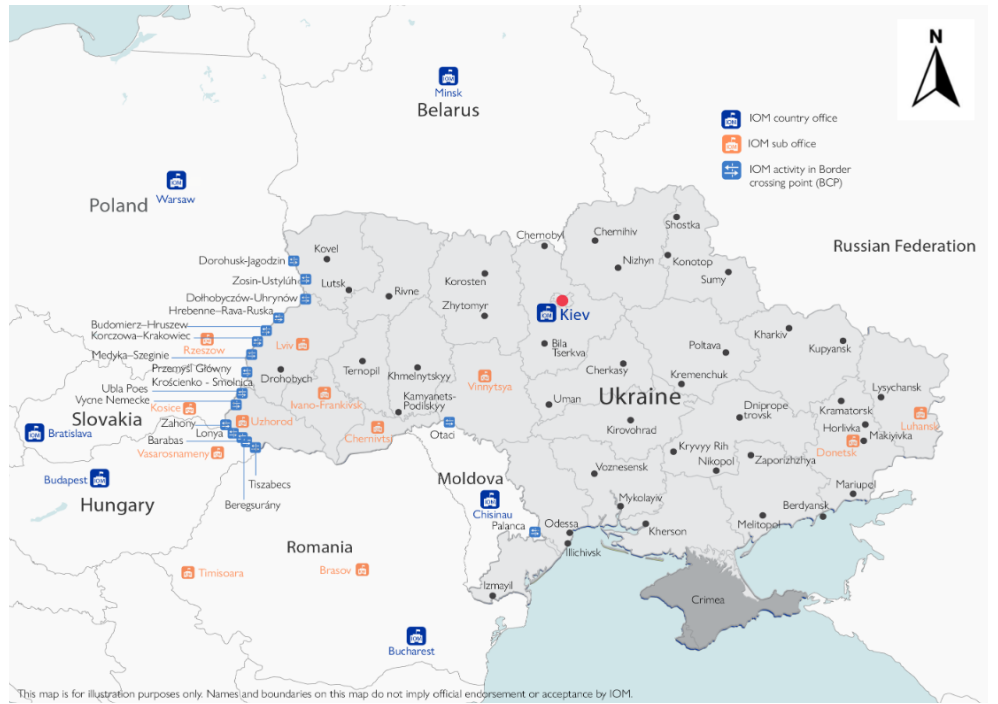 N
IOM
Minsk
Belarus
IOM country office
IOM sub office
IOM activity in Border
crossing point (BCP)
Warsaw
Poland
Russian Federation
Shostka
Chernihiv
Chernobyl
Kovel
Dorohusk-Jagodzin
Nizhyn
Konotop
Sumy
Korosten
Zosin-Ustylúh
Lutsk
Rivne
Dołhobyczów-Uhrynów
Hrebenne-Rava-Ruska
Zhytomyr
Kiev
Budomierz-Hruszew
Korczowa-Krakowiec
Rzeszow
Lviv
Medyka-Szeginie
Kharkiv
Kupyansk
Poltava
Bila
Tserkva
Przemyśl Główny
Krościenko - Smolnica
Drohobych
Ternopil
Khmelnytskyy
Vinnytsya
Cherkasy
Kremenchuk
Ubla Poes
Vycne Nemecke
Ivano-Frankivsk
Kamyanets-
Podilskyy
Uman
Ukraine
Lysychansk
Kosice
Slovakia
Uzhorod
Zahony
Lonya
Barabas
Chernivts
Otaci
Kirovohrad
Dniprope
trovsk
Kramatorsk
Horlivka
Makiyivka
Luhansk
Donetsk
Bratislava
Vasarosnameny
Kryvyy Rih
Nikopol
Zaporizhzhya
Voznesensk
Budapest
Hungary
Tiszabecs
Beregsurány
Moldova
Chisinau
Palanca
Mykolayiv
Mariupel
Berdyansk
Melitopol
Kherson
Odessa
Illichivsk
Romania
Timisoara
Brasov
Izmayil
Crimea
Bucharest
This map is for illustration purposes only. Names and boundaries on this map do not imply official endorsement or acceptance by IOM.